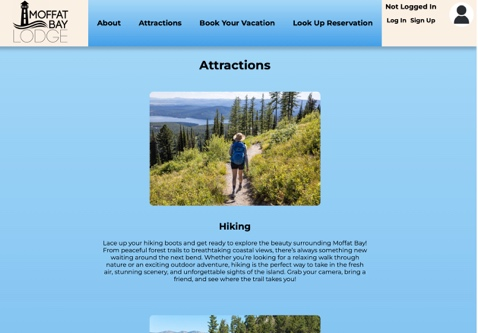 MOFFAT
BAY
LODGE
About Attractions Book Your Vacation Look Up Reservation
Not Logged In
Log In Sign Up
Attractions
Hiking
Lace up your hiking boots and get ready to explore the beauty surrounding Moffat Bay!
From peaceful forest trails to breathtaking coastal views, there's always something new
waiting around the next bend. Whether you're looking for a relaxing walk through
nature or an exciting outdoor adventure, hiking is the perfect way to take in the fresh
air, stunning scenery, and unforgettable sights of the island. Grab your camera, bring a
friend, and see where the trail takes you!